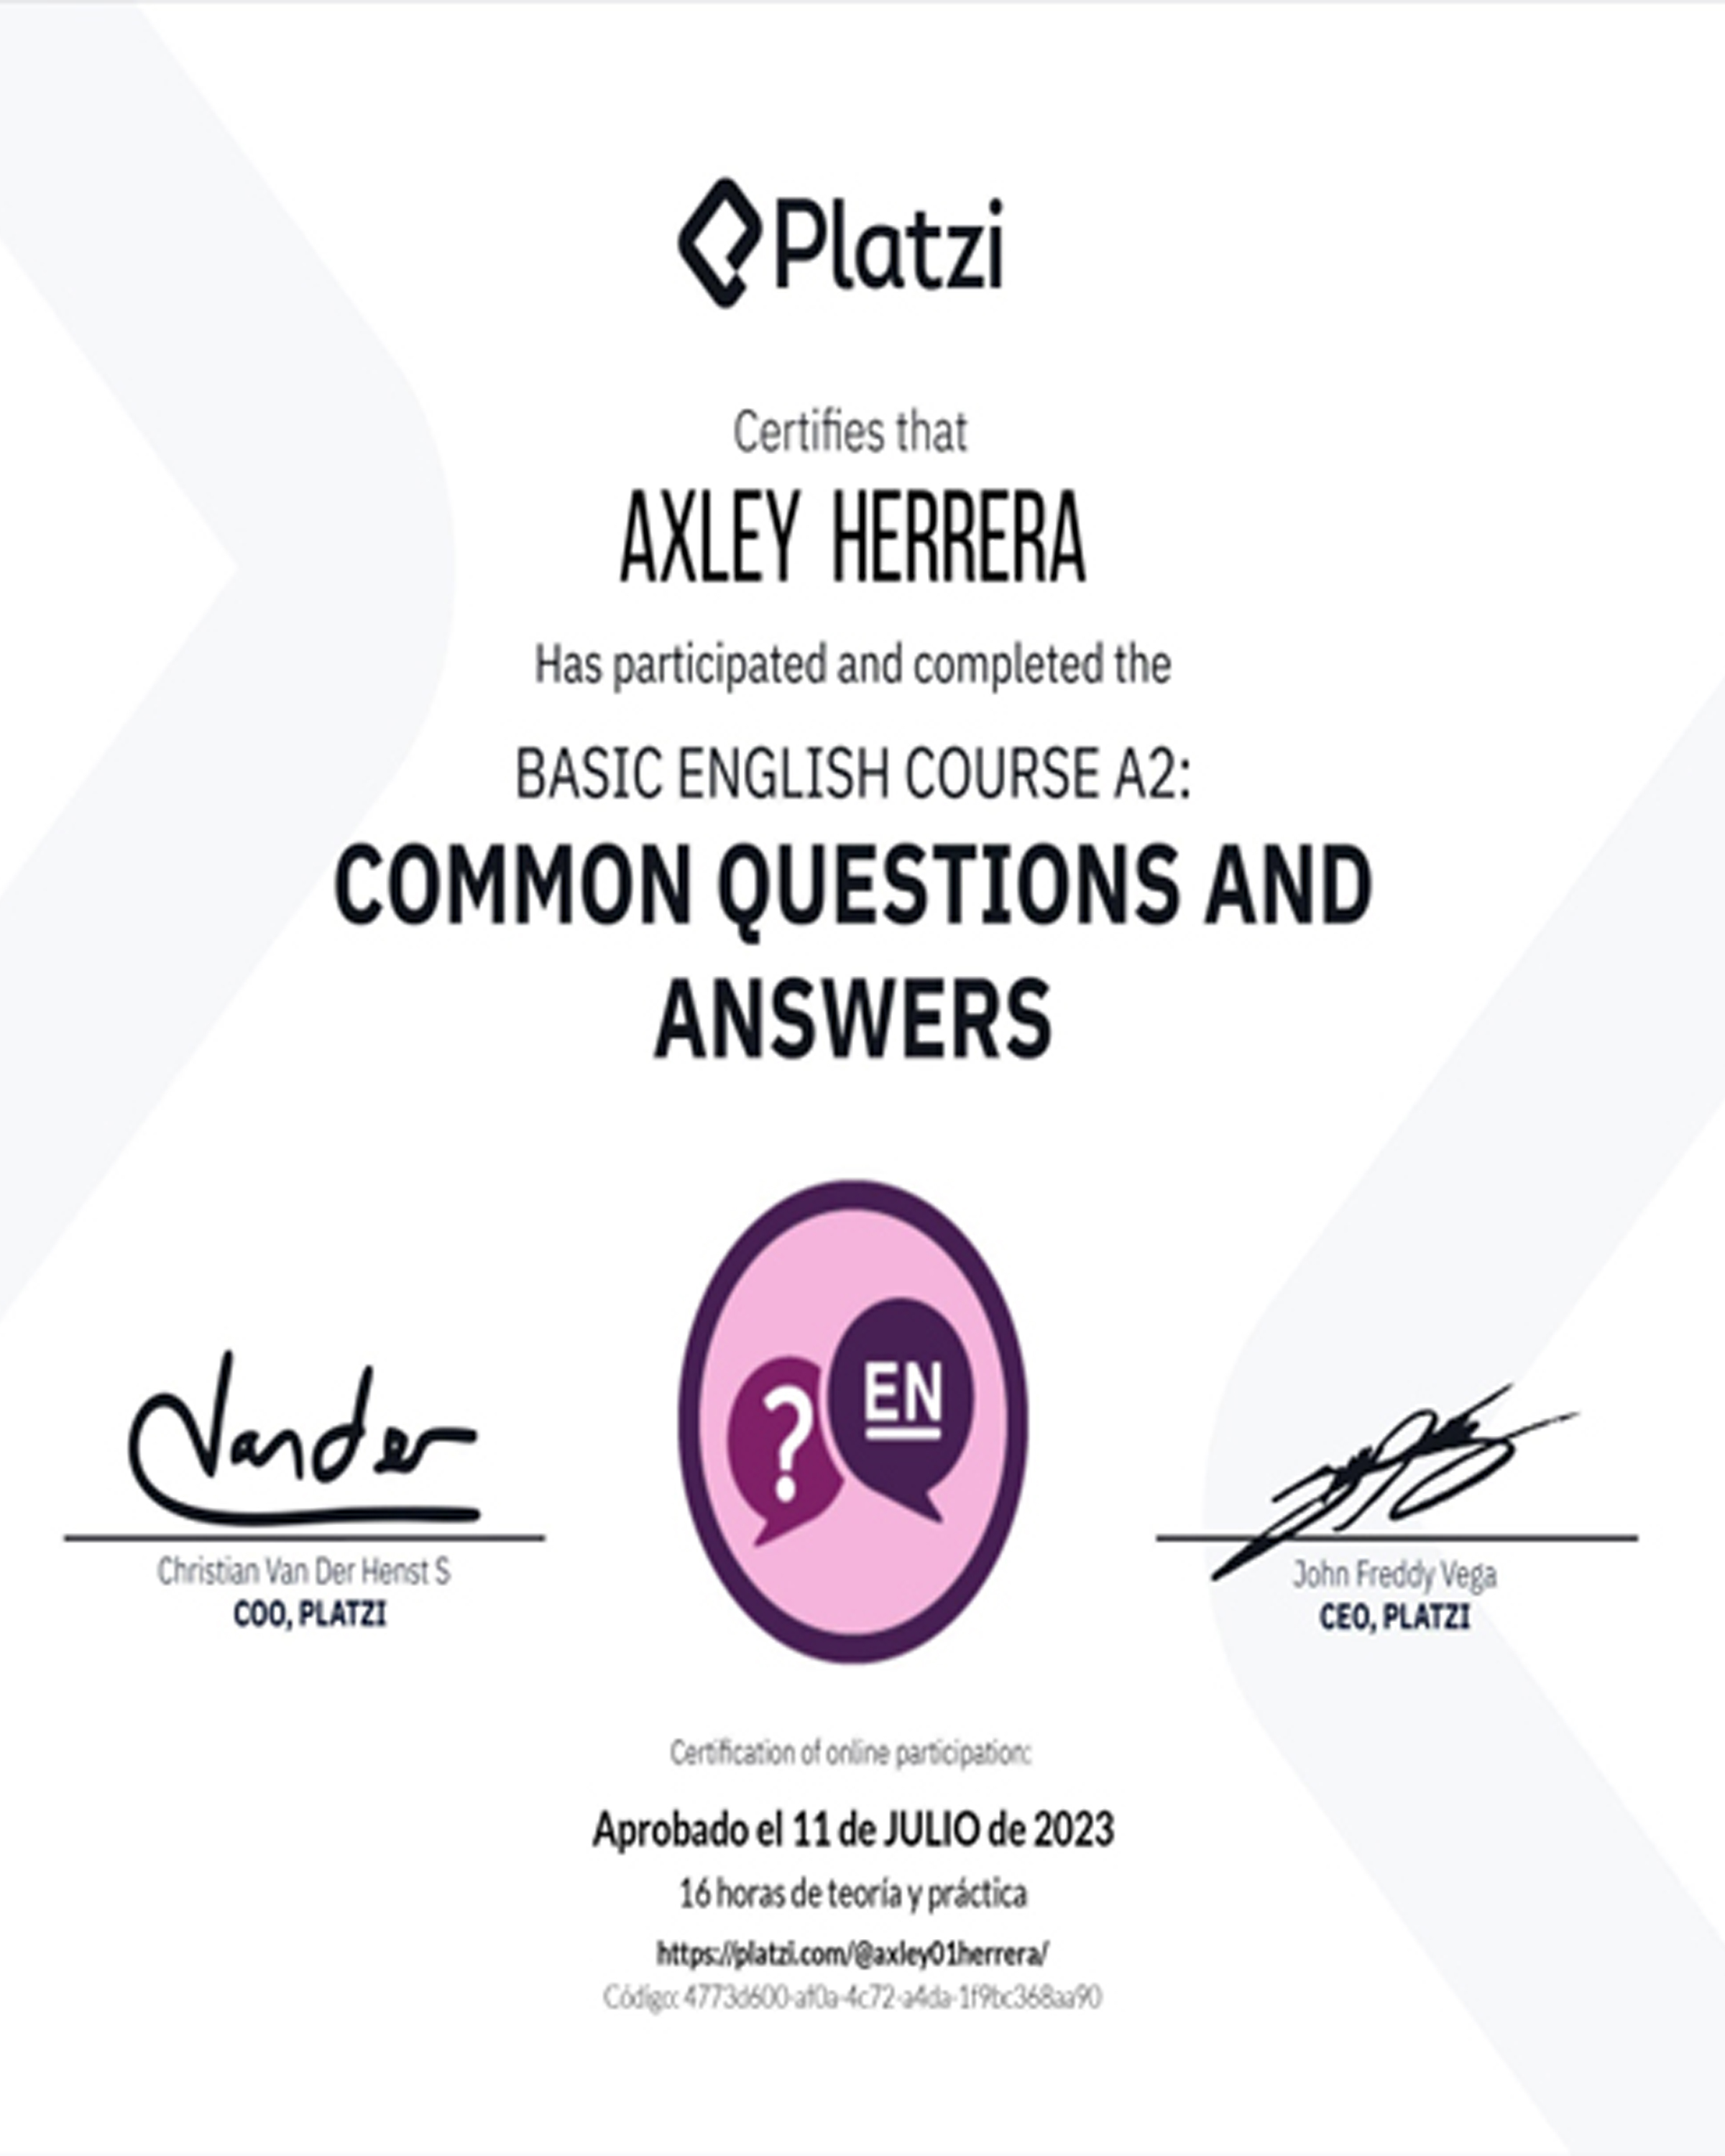 Platzi
Certifies that
AXLEY HERRERA
Has participated and completed the
BASIC ENGLISH COURSE A2:
COMMON QUESTIONS AND
ANSWERS
? EN
Vander
Christian Van Der Henst S
COO, PLATZI
John Freddy Vega
CEO, PLATZI
Certification of online participation:
Aprobado el 11 de JULIO de 2023
16 horas de teoría y práctica
https://platzi.com/@axley01herrera/
Código: 4773d600-af0a-4c72-a4da-1f9bc368aa90